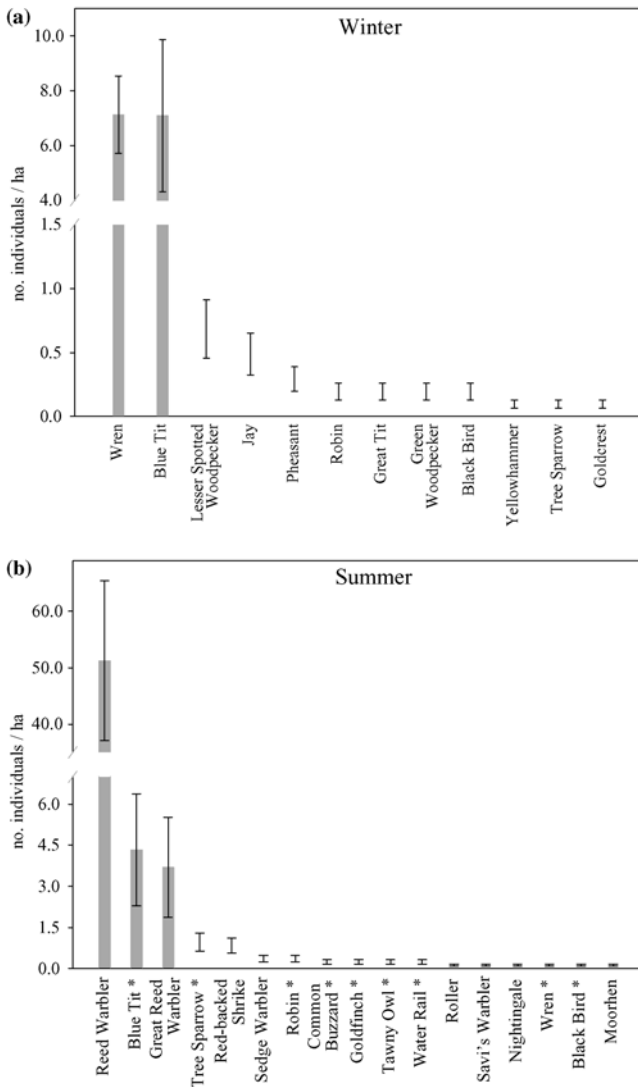 (a)
Winter
no. individuals / ha
10.0
8.0
6.0
4.0
1.5
1.0
0.5
0.0
Wren
Blue Tit
Lesser Spotted
Woodpecker
Jay
Pheasant
Robin
Great Tit
Green
Woodpecker
Black Bird
Yellowhammer
Tree Sparrow
Goldcrest
(b)
Summer
no. individuals / ha
60.0
50.0
40.0
6.0
4.5
3.0
1.5
0.0
Reed Warbler
Blue Tit *
Great Reed
Warbler
Tree Sparrow *
Red-backed
Shrike
Sedge Warbler
Robin *
Common
Buzzard *
Goldfinch *
Tawny Owl *
Water Rail *
Roller
Savi's Warbler
Nightingale
Wren *
Black Bird *
Moorhen